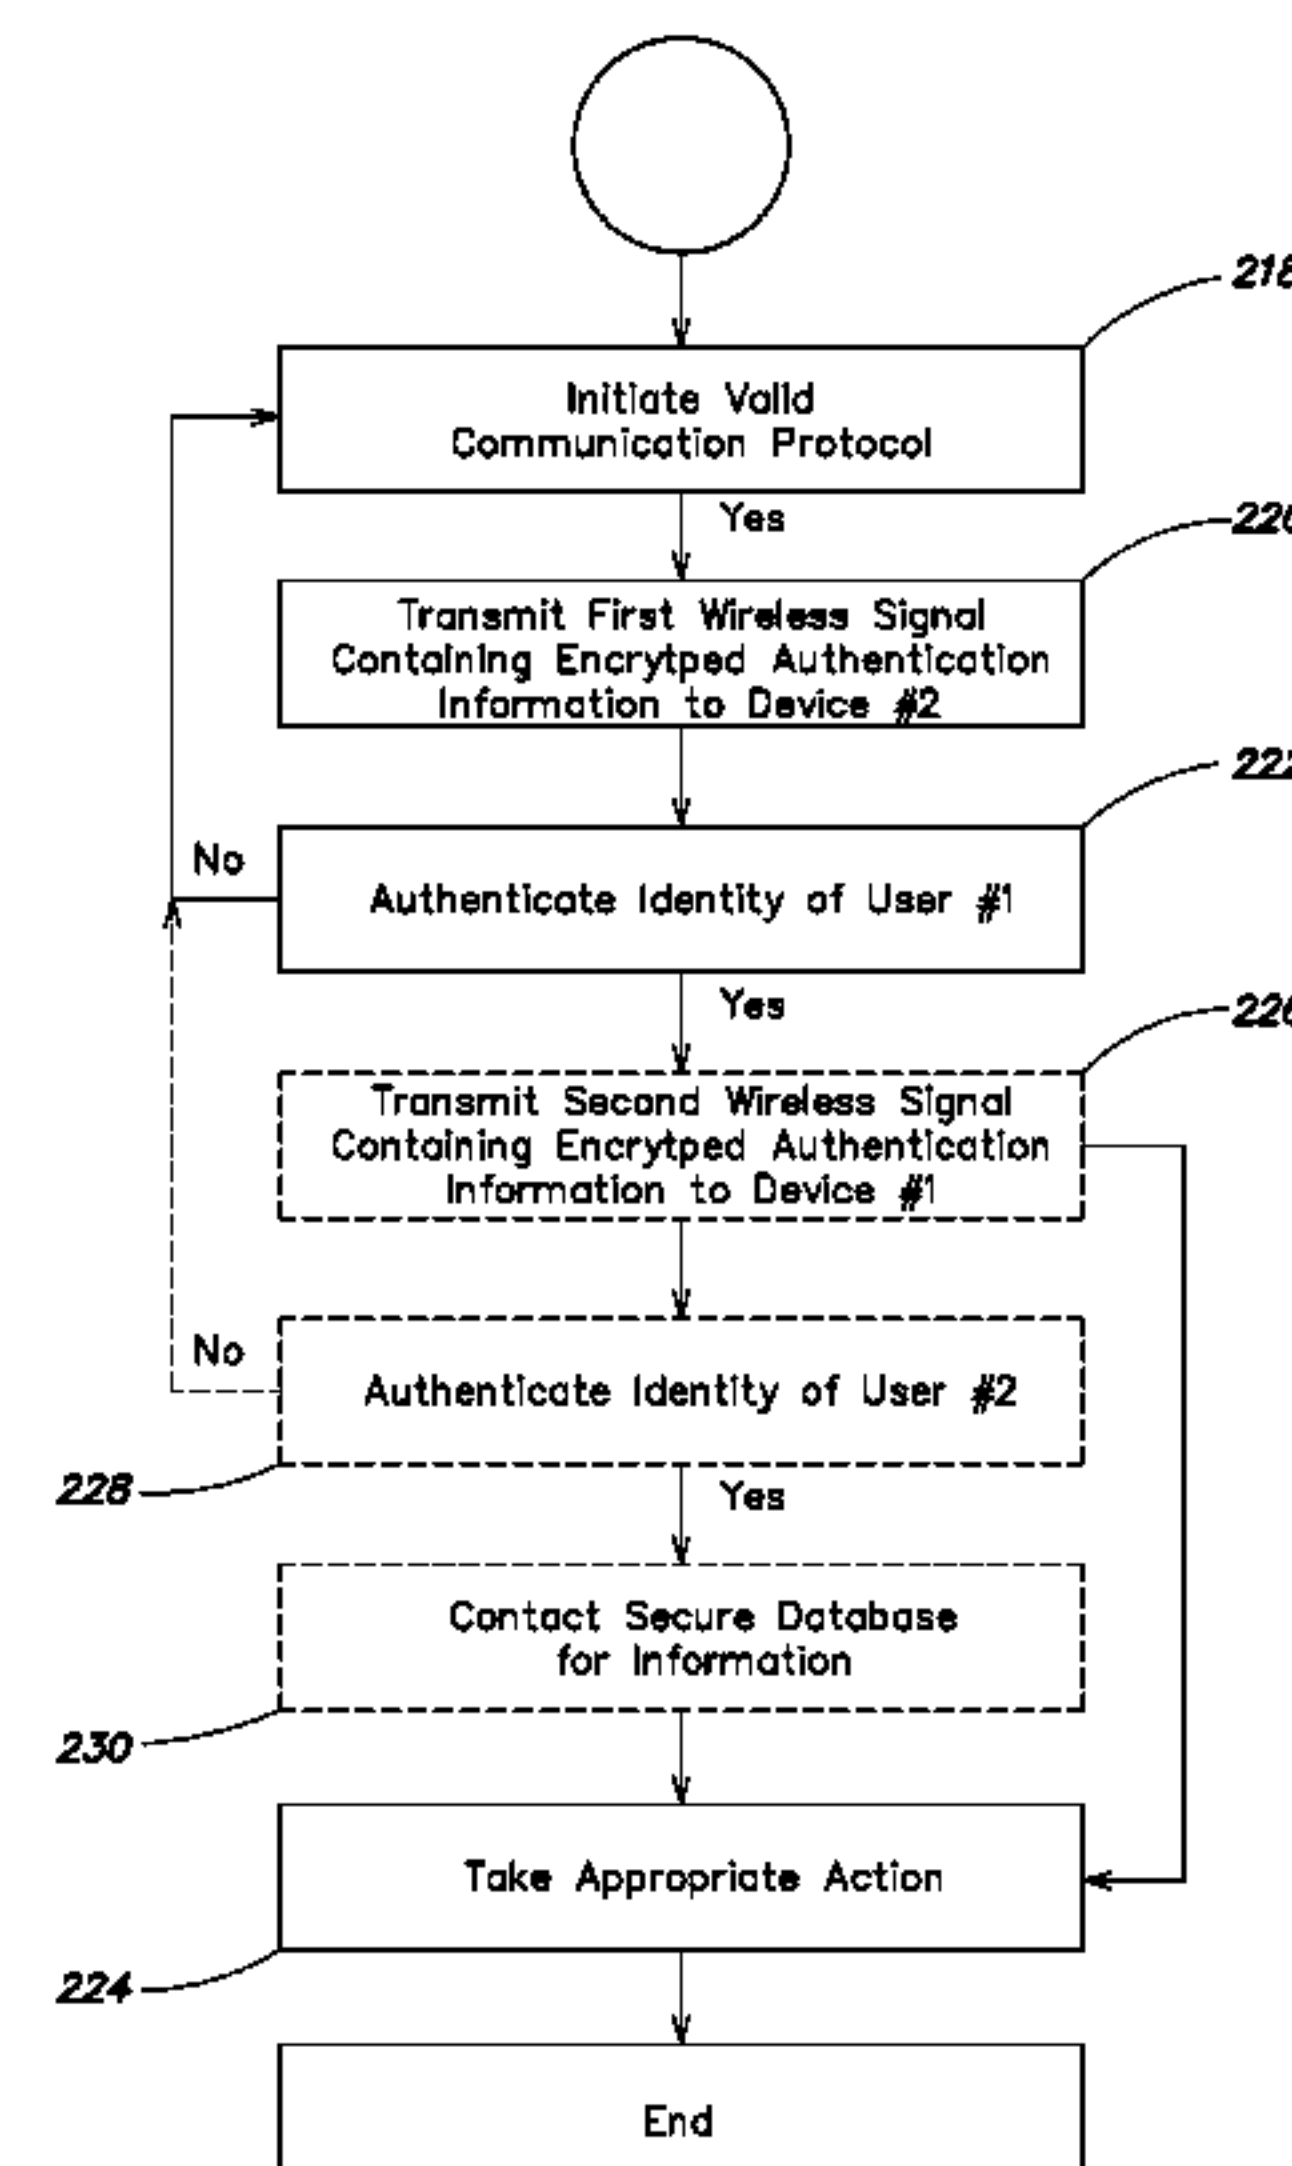 Initiate Valid
Communication Protocol
Yes
Transmit First Wireless Signal
Containing Encrytped Authentication
Information to Device #2
222
No
Authenticate Identity of User #1
Yes
226
Transmit Second Wireless Signal
Containing Encrytped Authentication
Information to Device #1
No
Authenticate Identity of User #2
228
Yes
Contact Secure Database
for Information
230
Take Appropriate Action
224
End